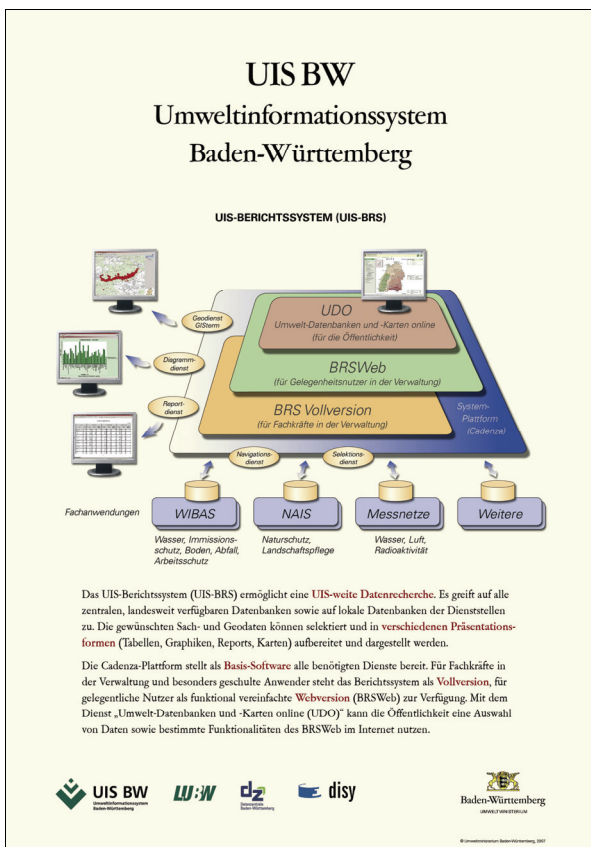 UIS BW
Umweltinformationssystem
Baden-Württemberg
UIS-BERICHTSSYSTEM (UIS-BRS)
Geodienst
GISterm
UDO
Umwelt-Datenbanken und -Karten online
(für die Öffentlichkeit)
Diagramm-
dienst
BRSWeb
(für Gelegenheitsnutzer in der Verwaltung)
Report-
dienst
BRS Vollversion
(für Fachkräfte in der Verwaltung)
System-
Plattform
(Cadenza)
Navigations-
dienst
Selektions-
dienst
Fachanwendungen
WIBAS
NAIS
Messnetze
Weitere
Wasser, Immissions-
schutz, Boden, Abfall,
Arbeitsschutz
Naturschutz,
Landschaftspflege
Wasser, Luft,
Radioaktivität
Das UIS-Berichtssystem (UIS-BRS) ermöglicht eine UIS-weite Datenrecherche. Es greift auf alle
zentralen, landesweit verfügbaren Datenbanken sowie auf lokale Datenbanken der Dienststellen
zu. Die gewünschten Sach- und Geodaten können selektiert und in verschiedenen Präsentations-
formen (Tabellen, Graphiken, Reports, Karten) aufbereitet und dargestellt werden.
Die Cadenza-Plattform stellt als Basis-Software alle benötigten Dienste bereit. Für Fachkräfte in
der Verwaltung und besonders geschulte Anwender steht das Berichtssystem als Vollversion, für
gelegentliche Nutzer als funktional vereinfachte Webversion (BRSWeb) zur Verfügung. Mit dem
Dienst „Umwelt-Datenbanken und -Karten online (UDO)“ kann die Öffentlichkeit eine Auswahl
von Daten sowie bestimmte Funktionalitäten des BRSWeb im Internet nutzen.
UIS BW
Umweltinformationssystem
Baden-Württemberg
LUBW
dz
Datenzentrale
Baden-Württemberg
disy
Baden-Württemberg
UMWELTMINISTERIUM
© Umweltministerium Baden-Württemberg, 2007